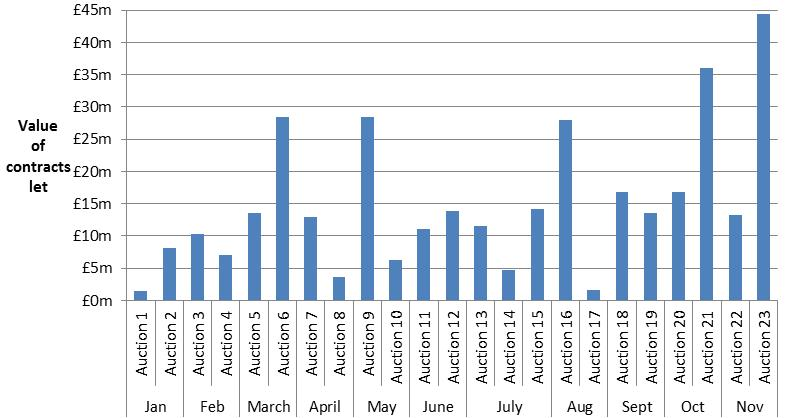 £45m
£40m
£35m
£30m
£25m
£20m
£15m
£10m
£5m
£0m
Value
of
contracts
let
Auction 1
Auction 2
Auction 3
Auction 4
Auction 5
Auction 6
Auction 7
Auction 8
Auction 9
Auction 10
Auction 11
Auction 12
Auction 13
Auction 14
Auction 15
Auction 16
Auction 17
Auction 18
Auction 19
Auction 20
Auction 21
Auction 22
Auction 23
Jan Feb March April May June July Aug Sept Oct Nov